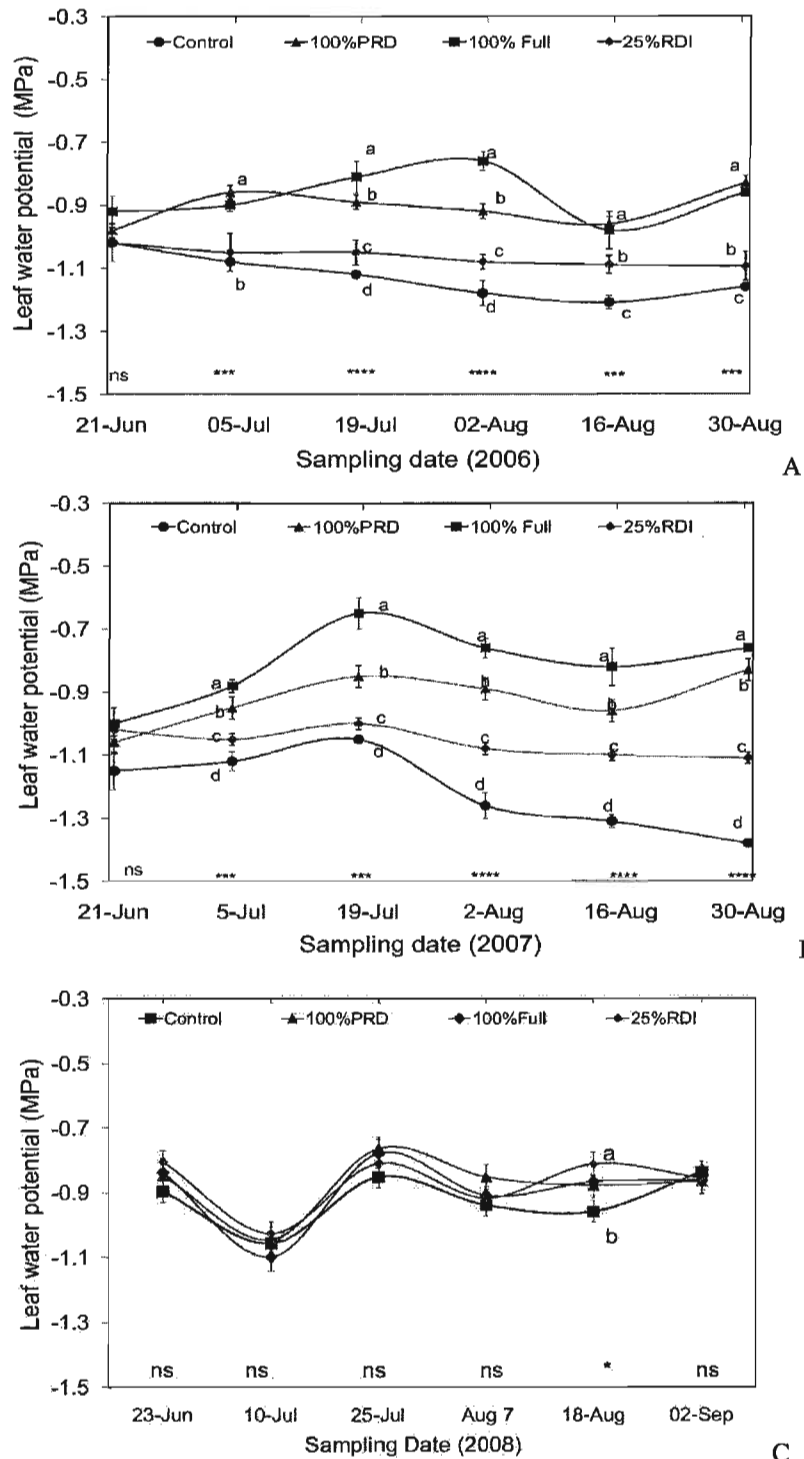 -0.3
Control 100%PRD 100% Full 25%RDI
-0.5
a
a
a
a
-0.7
b
b
a
-0.9
c
c
b
b
-1.1
b
d
d
c
c
-1.3
ns *** **** **** *** ***
-1.5
21-Jun 05-Jul 19-Jul 02-Aug 16-Aug 30-Aug
Leaf water potential (MPa)
Sampling date (2006)
A
-0.3
Control 100%PRD 100% Full 25%RDI
-0.5
a
-0.7
a
a
a
a
b
b
-0.9
b
b
b
c
c
c
c
c
-1.1
d
d
d
d
d
-1.3
ns *** *** **** **** ****
-1.5
21-Jun 5-Jul 19-Jul 2-Aug 16-Aug 30-Aug
Leaf water potential (MPa)
Sampling date (2007)
-0.3
Control 100%PRD 100%Full 25%RDI
-0.5
-0.7
a
-0.9
b
-1.1
-1.3
ns ns ns ns * ns
-1.5
23-Jun 10-Jul 25-Jul Aug 7 18-Aug 02-Sep
Leaf water potential (MPa)
Sampling Date (2008)
C